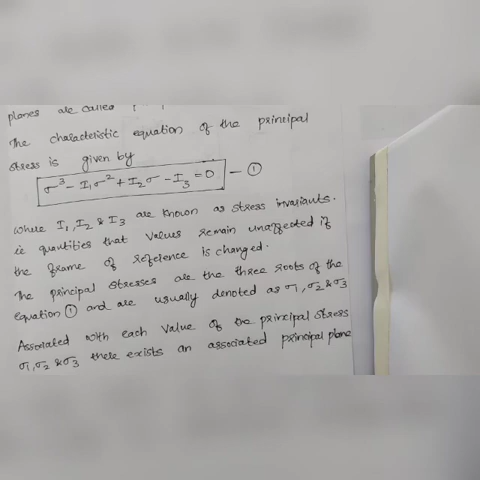 planes are called
The characteristic equation of the principal
stress is given by
σ³ - I₁σ² + I₂σ - I₃ = 0 — ①
where I₁, I₂ & I₃ are known as stress invariants.
ie quantities that values remain unaffected if
the frame of reference is changed.
The principal stresses are the three roots of the
equation ① and are usually denoted as σ₁, σ₂ & σ3
Associated with each value of the principal stress
σ₁, σ₂ & σ3 there exists an associated principal plane